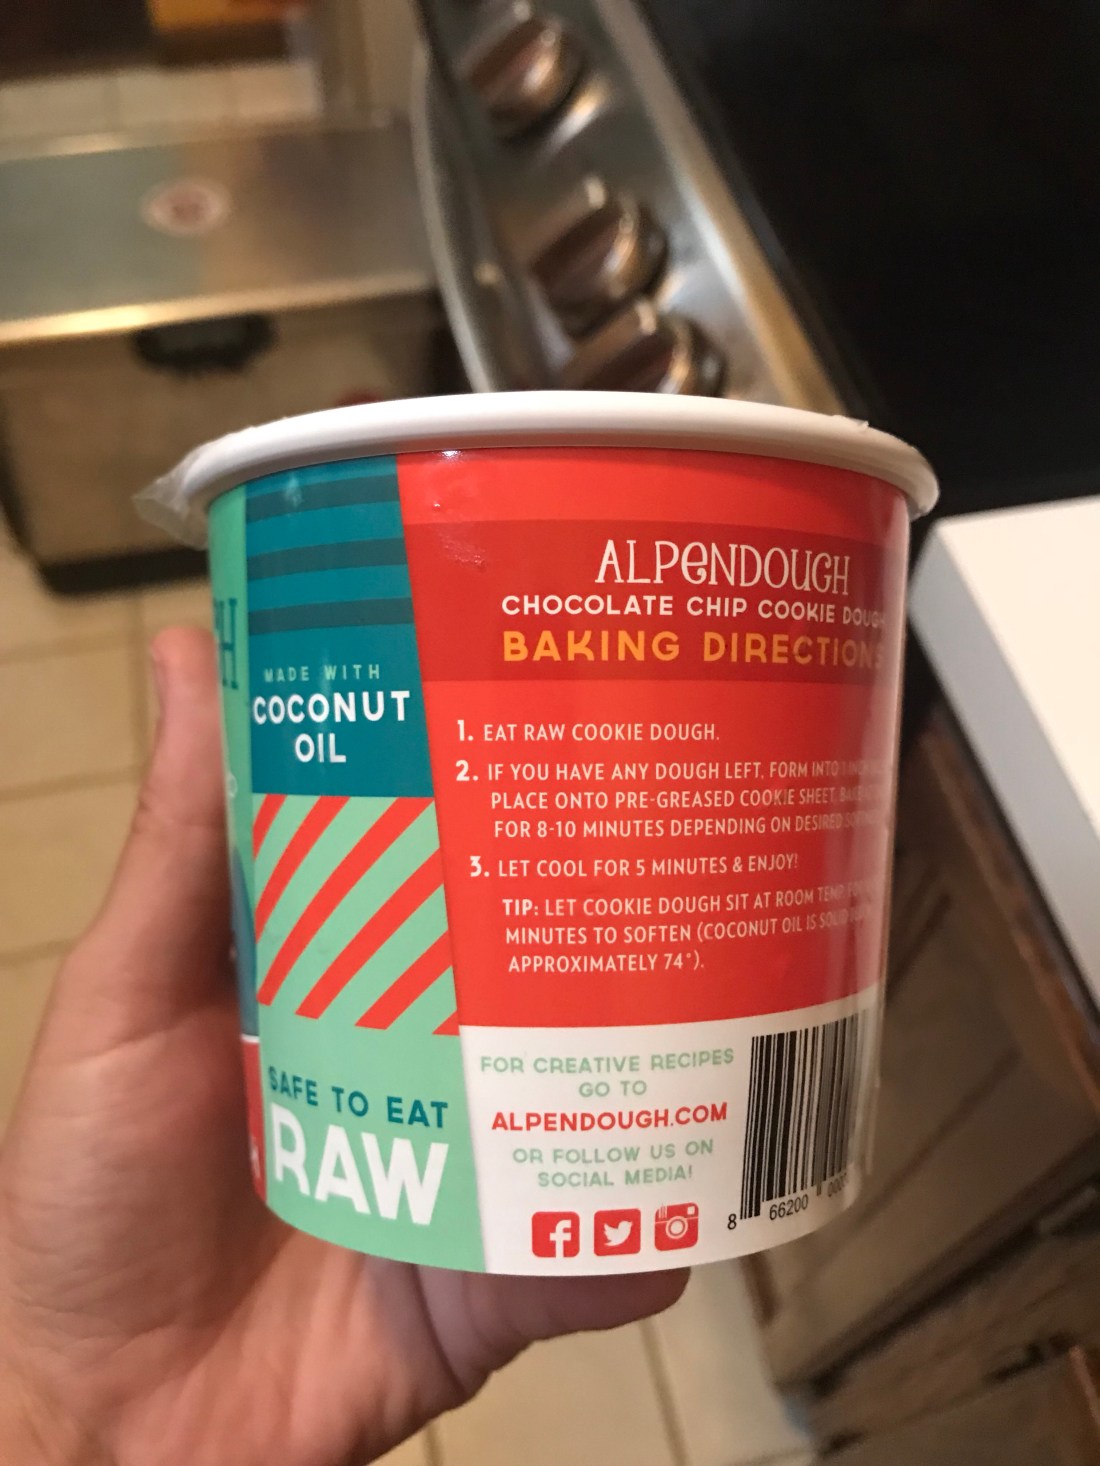 MADE WITH
COCONUT
OIL
SAFE TO EAT
RAW
ALPENDOUGH
CHOCOLATE CHIP COOKIE DOUGH
BAKING DIRECTIONS
1. EAT RAW COOKIE DOUGH.
2. IF YOU HAVE ANY DOUGH LEFT, FORM INTO
PLACE ONTO PRE-GREASED COOKIE SHEET.
FOR 8-10 MINUTES DEPENDING ON DESIRED
3. LET COOL FOR 5 MINUTES & ENJOY!
TIP: LET COOKIE DOUGH SIT AT ROOM TEMP
MINUTES TO SOFTEN (COCONUT OIL IS SOLID
APPROXIMATELY 74°).
FOR CREATIVE RECIPES
GO TO
ALPENDOUGH.COM
OR FOLLOW US ON
SOCIAL MEDIA!
8 66200